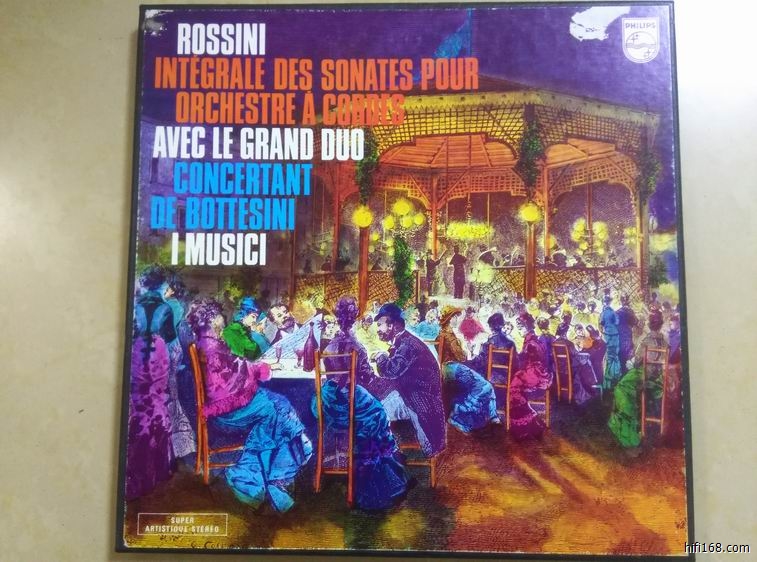 ROSSINI
INTÉGRALE DES SONATES POUR
ORCHESTRE À CORDES
AVEC LE GRAND DUO
CONCERTANT
DE BOTTESINI
I MUSICI
PHILIPS
SUPER
ARTISTIQUE-STÉRÉO
hifi168.com